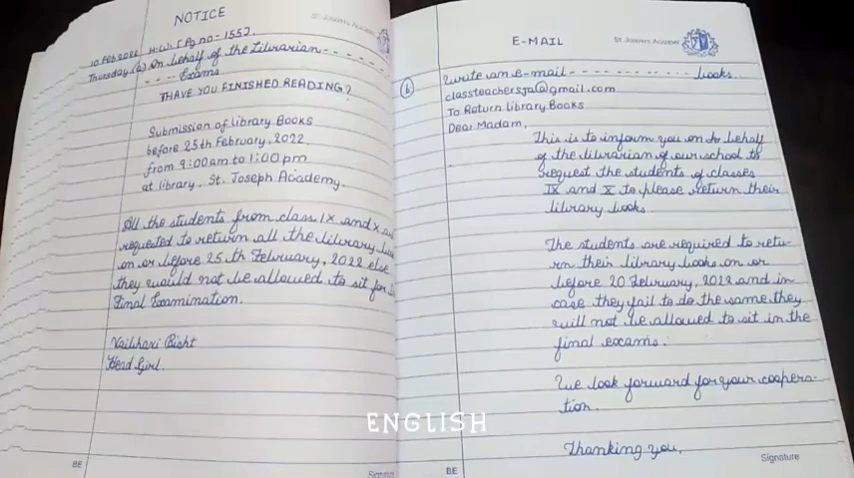 NOTICE
St. Joseph's Academy
10 Feb 2022 H.W. (Pg no - 155).
Thursday (a) On behalf of the Librarian - - - - - -
- - - - Exams
HAVE YOU FINISHED READING?
Submission of library Books
before 25th February, 2022.
from 9:00am to 1:00pm
at library, St. Joseph Academy.
All the students from class IX and X are
requested to return all the library
on or before 25th February, 2022 else
they would not be allowed to sit for
Final Examination.
Bisht
Head Girl.
BE
Signature
E-MAIL
St. Joseph's Academy
(b) Write an e-mail - - - - - - - - - - - books.
classteachersja@gmail.com
To Return Library Books
Dear Madam,
This is to inform you on to behalf
of the librarian of our school to
request the students of classes
IX and X to please return their
library books.
The students are required to retu-
rn their library books on or
before 20 February, 2022 and in
case they fail to do the same they
will not be allowed to sit in the
final exams.
We look forward for your coopera-
tion.
Thanking you.
BE
Signature
ENGLISH